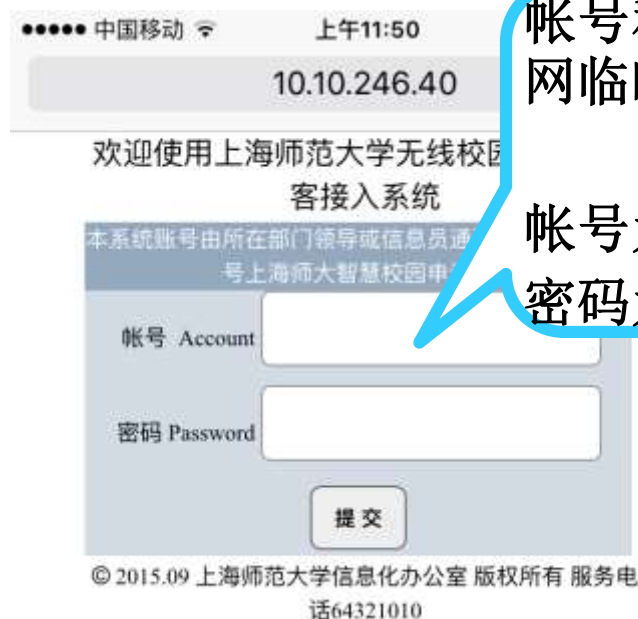 中国移动 上午11:50
10.10.246.40
欢迎使用上海师范大学无线校园
客接入系统
本系统账号由所在部门领导或信息员通
号上海师大智慧校园申
帐号 Account
密码 Password
提 交
© 2015.09 上海师范大学信息化办公室 版权所有 服务电
话64321010
帐号
网临
帐号
密码